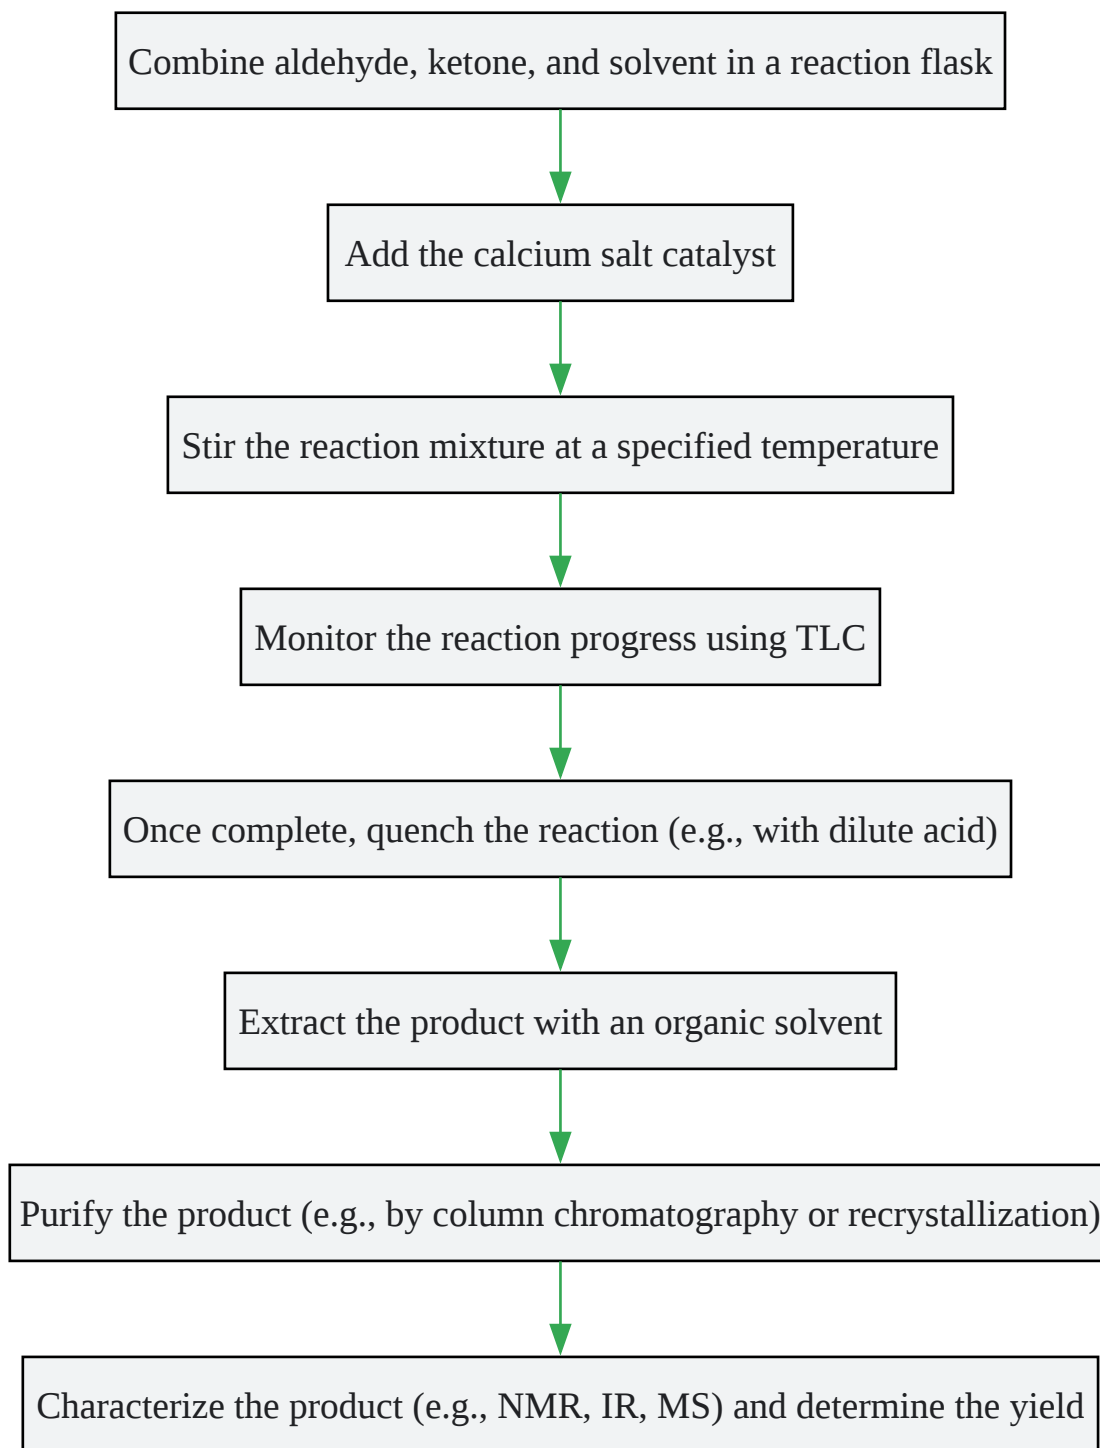 Combine aldehyde, ketone, and solvent in a reaction flask
Add the calcium salt catalyst
Stir the reaction mixture at a specified temperature
Monitor the reaction progress using TLC
Once complete, quench the reaction (e.g., with dilute acid)
Extract the product with an organic solvent
Purify the product (e.g., by column chromatography or recrystallization)
Characterize the product (e.g., NMR, IR, MS) and determine the yield